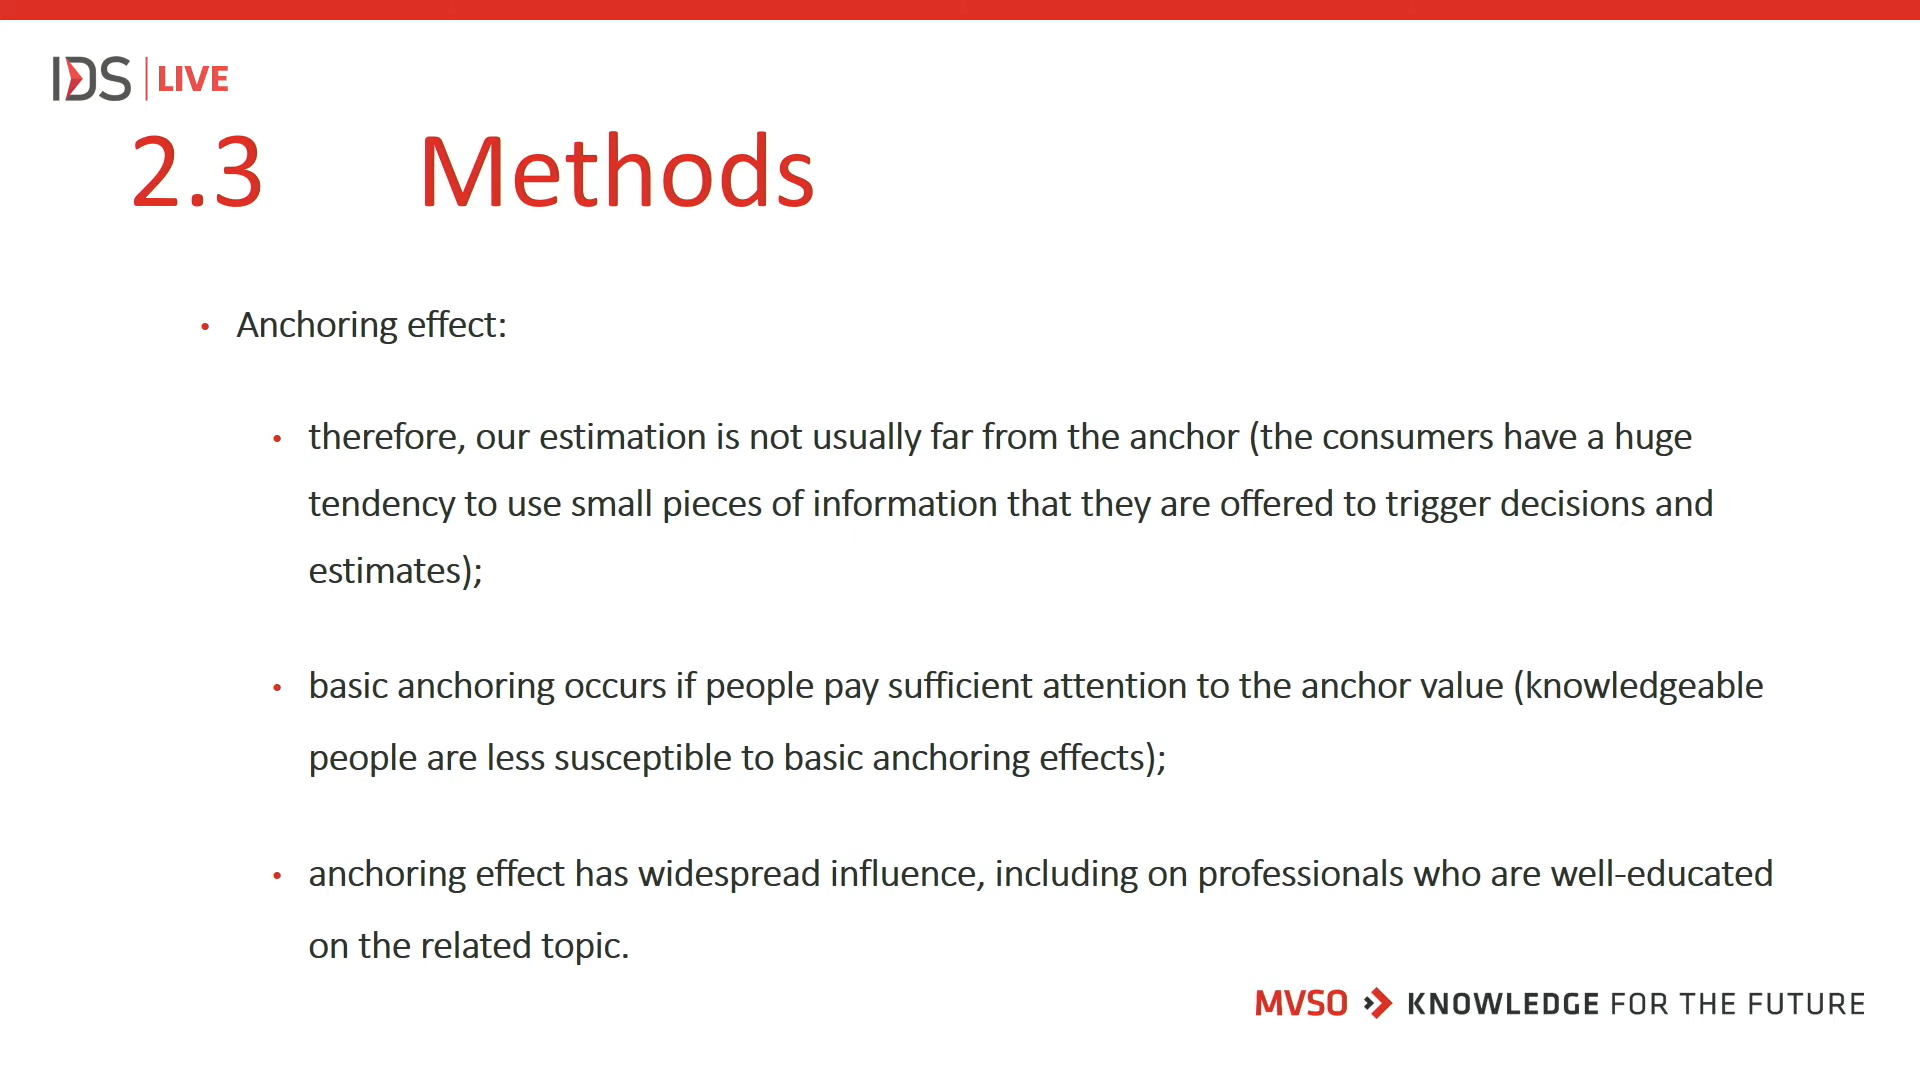 IDS LIVE
2.3 Methods
• Anchoring effect:
• therefore, our estimation is not usually far from the anchor (the consumers have a huge
tendency to use small pieces of information that they are offered to trigger decisions and
estimates);
• basic anchoring occurs if people pay sufficient attention to the anchor value (knowledgeable
people are less susceptible to basic anchoring effects);
• anchoring effect has widespread influence, including on professionals who are well-educated
on the related topic.
MVSO KNOWLEDGE FOR THE FUTURE